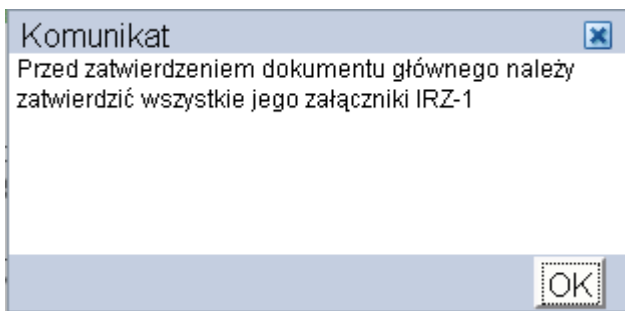 Komunikat
Przed zatwierdzeniem dokumentu głównego należy
zatwierdzić wszystkie jego załączniki IRZ-1
OK